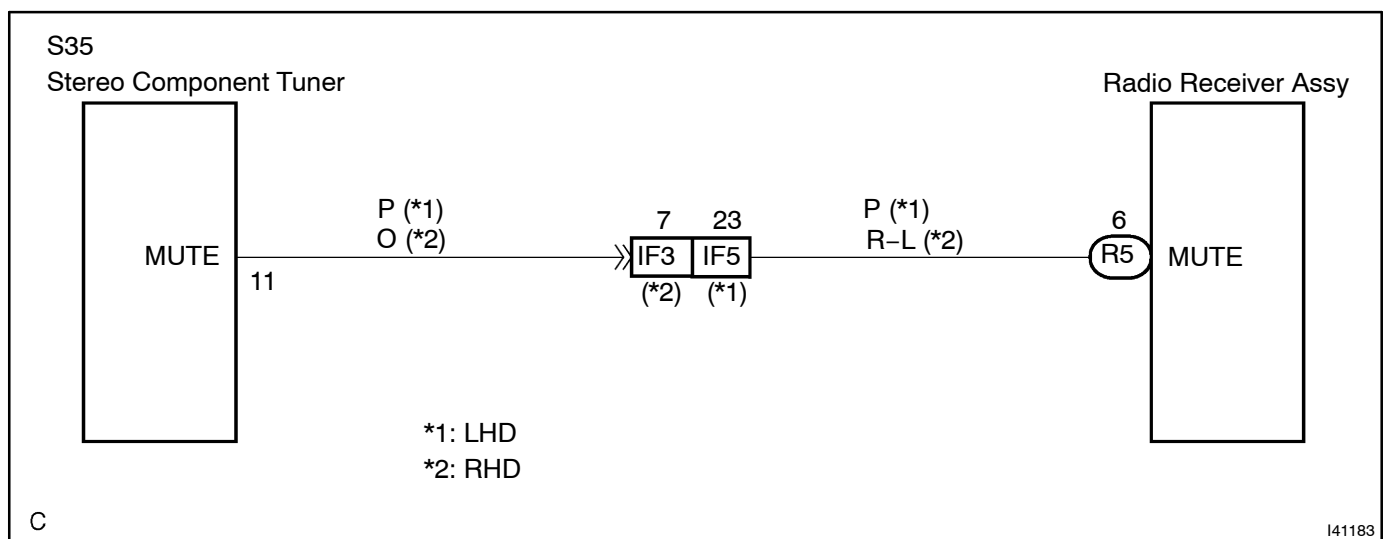 S35
Stereo Component Tuner
Radio Receiver Assy
P (*1)
O (*2)
7
23
P (*1)
R–L (*2)
6
MUTE
11
IF3
IF5
R5
MUTE
(*2)
(*1)
*1: LHD
*2: RHD
C
I41183